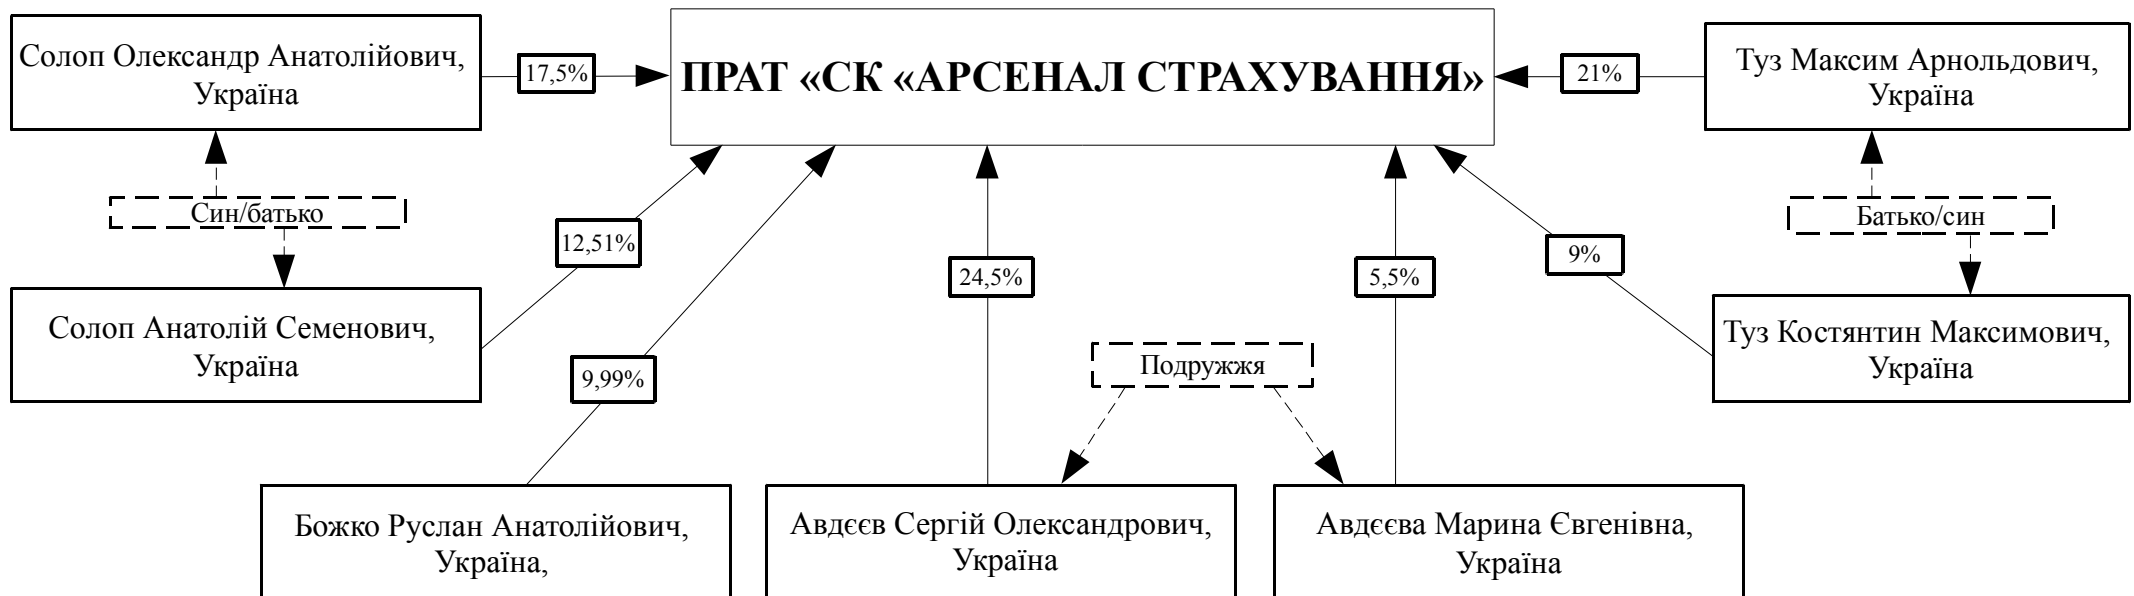 Солоп Олександр Анатолійович,
Україна
17,5%
ПРАТ «СК «АРСЕНАЛ СТРАХУВАННЯ»
21%
Туз Максим Арнольдович,
Україна
Син/батько
12,51%
Батько/син
9%
24,5%
5,5%
Солоп Анатолій Семенович,
Україна
Туз Костянтин Максимович,
Україна
9,99%
Подружжя
Божко Руслан Анатолійович,
Україна,
Авдєєв Сергій Олександрович,
Україна
Авдєєва Марина Євгенівна,
Україна